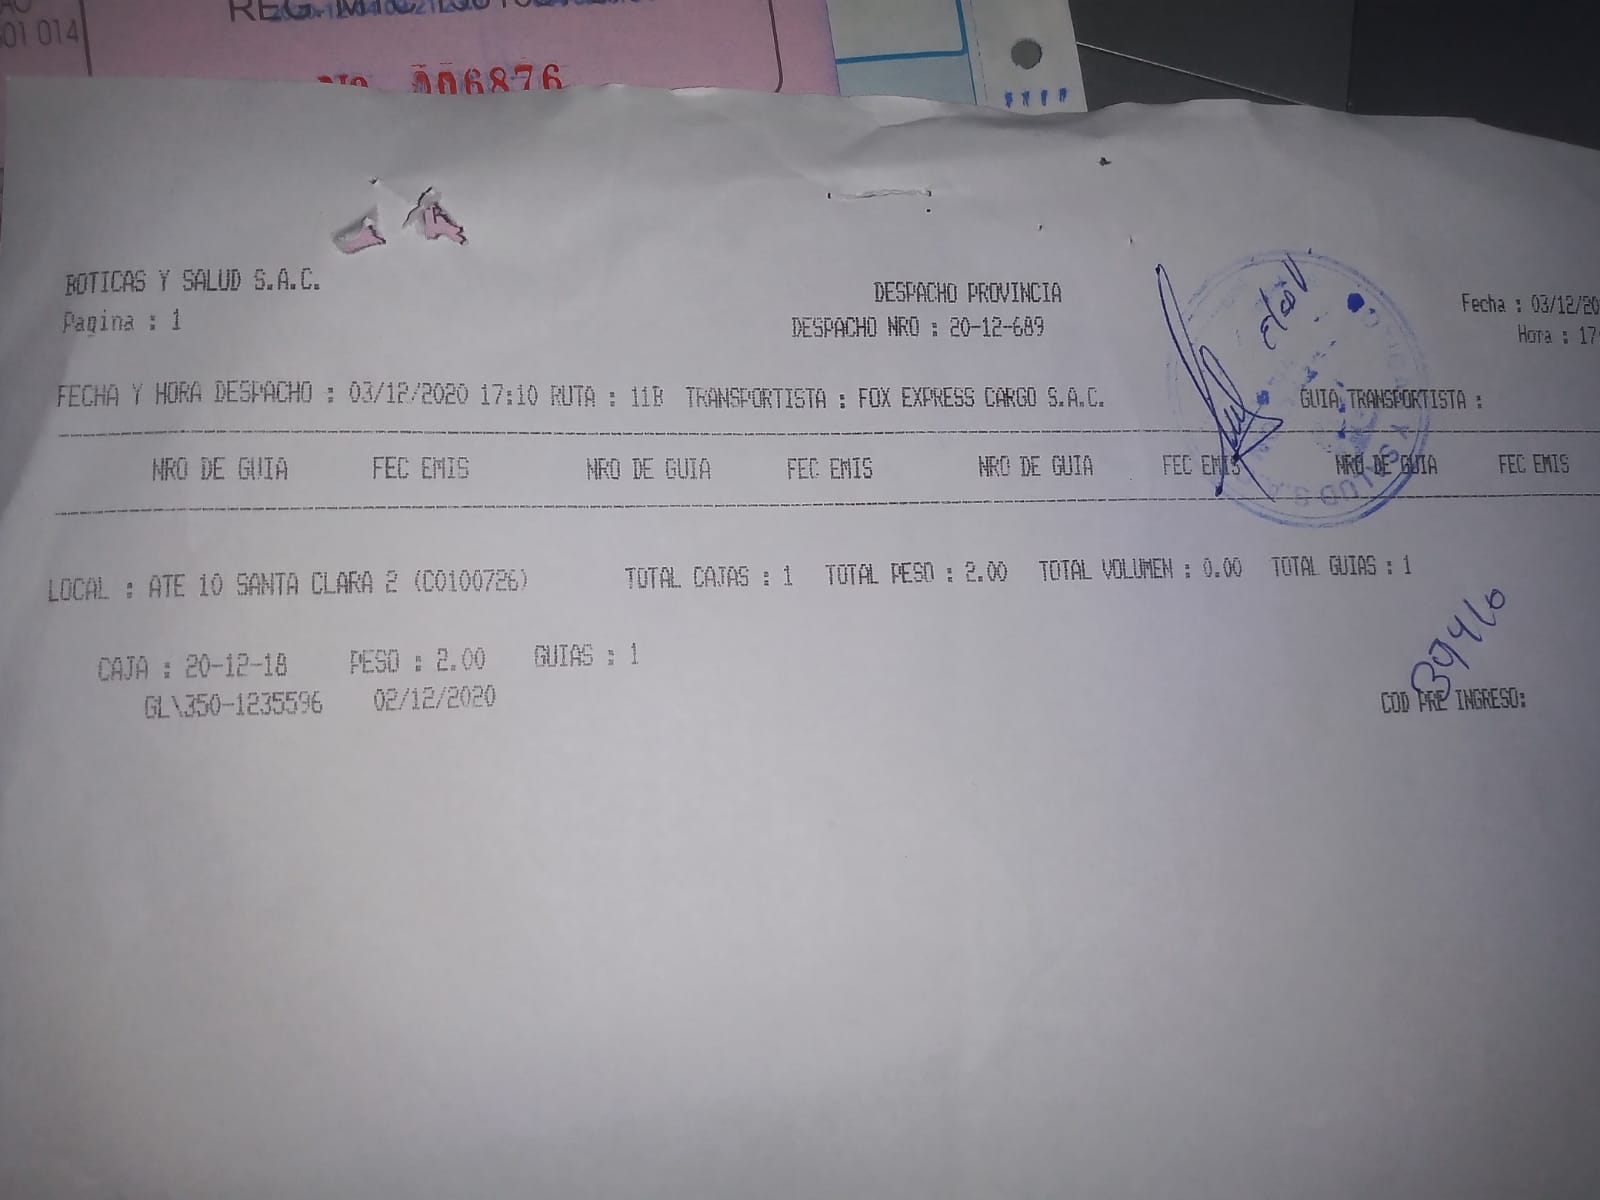 01 014
No 006876
BOTICAS Y SALUD S.A.C.
Pagina : 1
DESPACHO PROVINCIA
DESPACHO NRO : 20-12-689
Fecha : 03/12/20
Hora : 17:
FECHA Y HORA DESPACHO : 03/12/2020 17:10 RUTA : 11B TRANSPORTISTA : FOX EXPRESS CARGO S.A.C. GUIA TRANSPORTISTA :
NRO DE GUIA FEC EMIS NRO DE GUIA FEC EMIS NRO DE GUIA FEC EMIS NRO DE GUIA FEC EMIS
LOCAL : ATE 10 SANTA CLARA 2 (C0100726) TOTAL CAJAS : 1 TOTAL PESO : 2.00 TOTAL VOLUMEN : 0.00 TOTAL GUIAS : 1
CAJA : 20-12-18 PESO : 2.00 GUIAS : 1
GL\350-1235596 02/12/2020
COD PRE INGRESO: